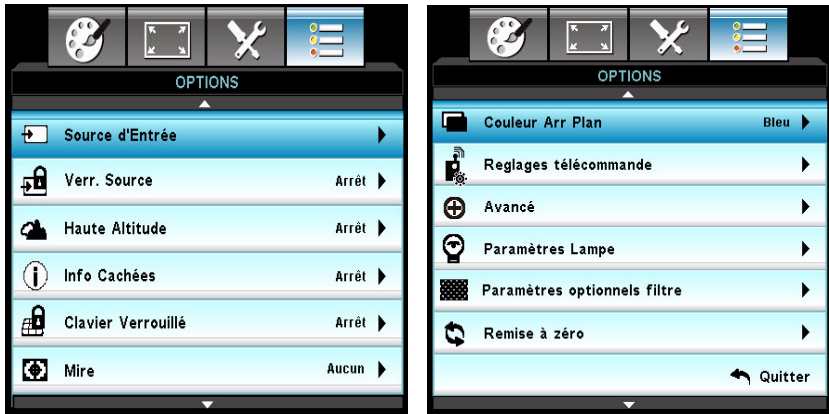 OPTIONS
Source d'Entrée
Verr. Source Arrêt
Haute Altitude Arrêt
Info Cachées Arrêt
Clavier Verrouillé Arrêt
Mire Aucun
OPTIONS
Couleur Arr Plan Bleu
Reglages télécommande
Avancé
Paramètres Lampe
Paramètres optionnels filtre
Remise à zéro
Quitter